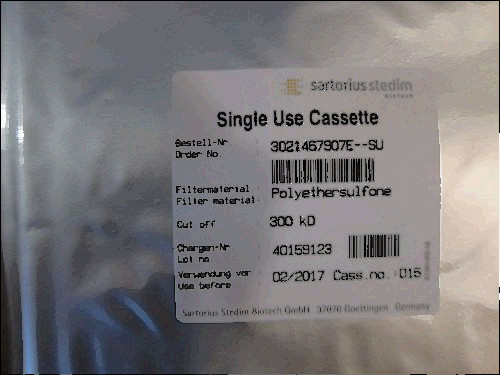 sartorius stedim
biotech
Single Use Cassette
Bestell-Nr. : 3021467907E--SU
Order No.
Filtermaterial : Polyethersulfone
Filter material
Cut off : 300 kD
Chargen-Nr. : 40159123
Lot no
Verwendung vor : 02/2017 Cass.no. :015
Use before
Sartorius Stedim Biotech GmbH 37070 Goettingen Germany